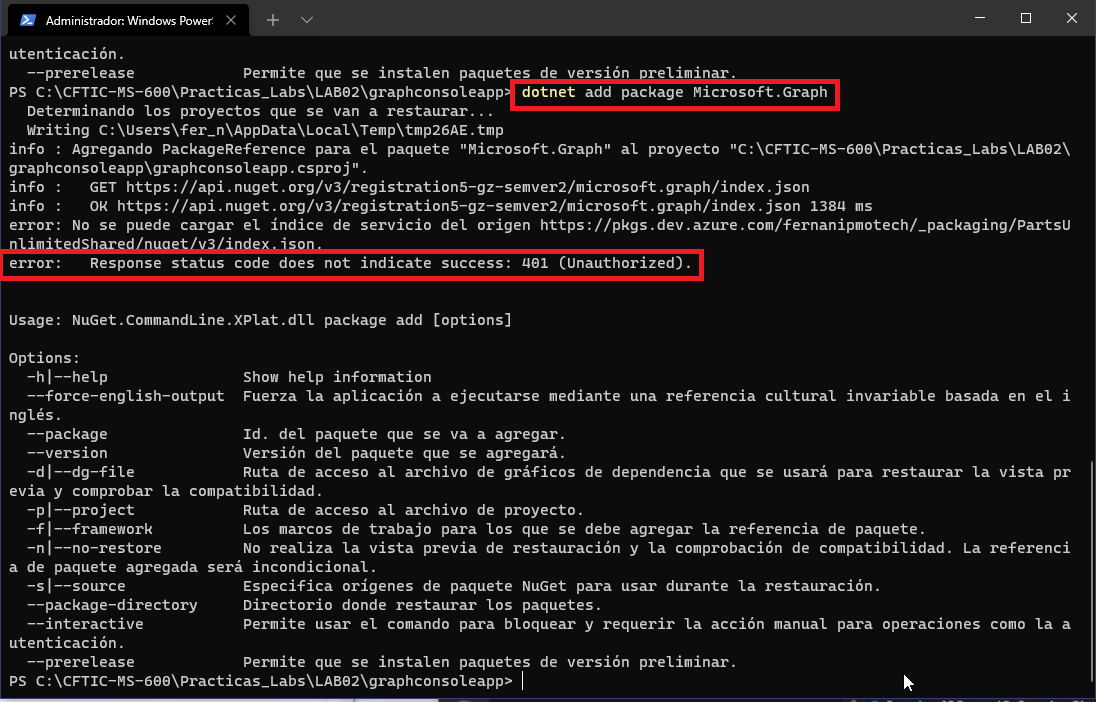 Administrador: Windows Power
utenticación.
--prerelease Permite que se instalen paquetes de versión preliminar.
PS C:\CFTIC-MS-600\Practicas_Labs\LAB02\graphconsoleapp> dotnet add package Microsoft.Graph
Determinando los proyectos que se van a restaurar...
Writing C:\Users\fer_n\AppData\Local\Temp\tmp26AE.tmp
info : Agregando PackageReference para el paquete "Microsoft.Graph" al proyecto "C:\CFTIC-MS-600\Practicas_Labs\LAB02\
graphconsoleapp\graphconsoleapp.csproj".
info :   GET https://api.nuget.org/v3/registration5-gz-semver2/microsoft.graph/index.json
info :   OK https://api.nuget.org/v3/registration5-gz-semver2/microsoft.graph/index.json 1384 ms
error: No se puede cargar el índice de servicio del origen https://pkgs.dev.azure.com/fernanipmotech/_packaging/PartsU
nlimitedShared/nuget/v3/index.json.
error:   Response status code does not indicate success: 401 (Unauthorized).
Usage: NuGet.CommandLine.XPlat.dll package add [options]
Options:
-h|--help Show help information
--force-english-output Fuerza la aplicación a ejecutarse mediante una referencia cultural invariable basada en el i
nglés.
--package Id. del paquete que se va a agregar.
--version Versión del paquete que se agregará.
-d|--dg-file Ruta de acceso al archivo de gráficos de dependencia que se usará para restaurar la vista pr
evia y comprobar la compatibilidad.
-p|--project Ruta de acceso al archivo de proyecto.
-f|--framework Los marcos de trabajo para los que se debe agregar la referencia de paquete.
-n|--no-restore No realiza la vista previa de restauración y la comprobación de compatibilidad. La referenci
a de paquete agregada será incondicional.
-s|--source Especifica orígenes de paquete NuGet para usar durante la restauración.
--package-directory Directorio donde restaurar los paquetes.
--interactive Permite usar el comando para bloquear y requerir la acción manual para operaciones como la a
utenticación.
--prerelease Permite que se instalen paquetes de versión preliminar.
PS C:\CFTIC-MS-600\Practicas_Labs\LAB02\graphconsoleapp>